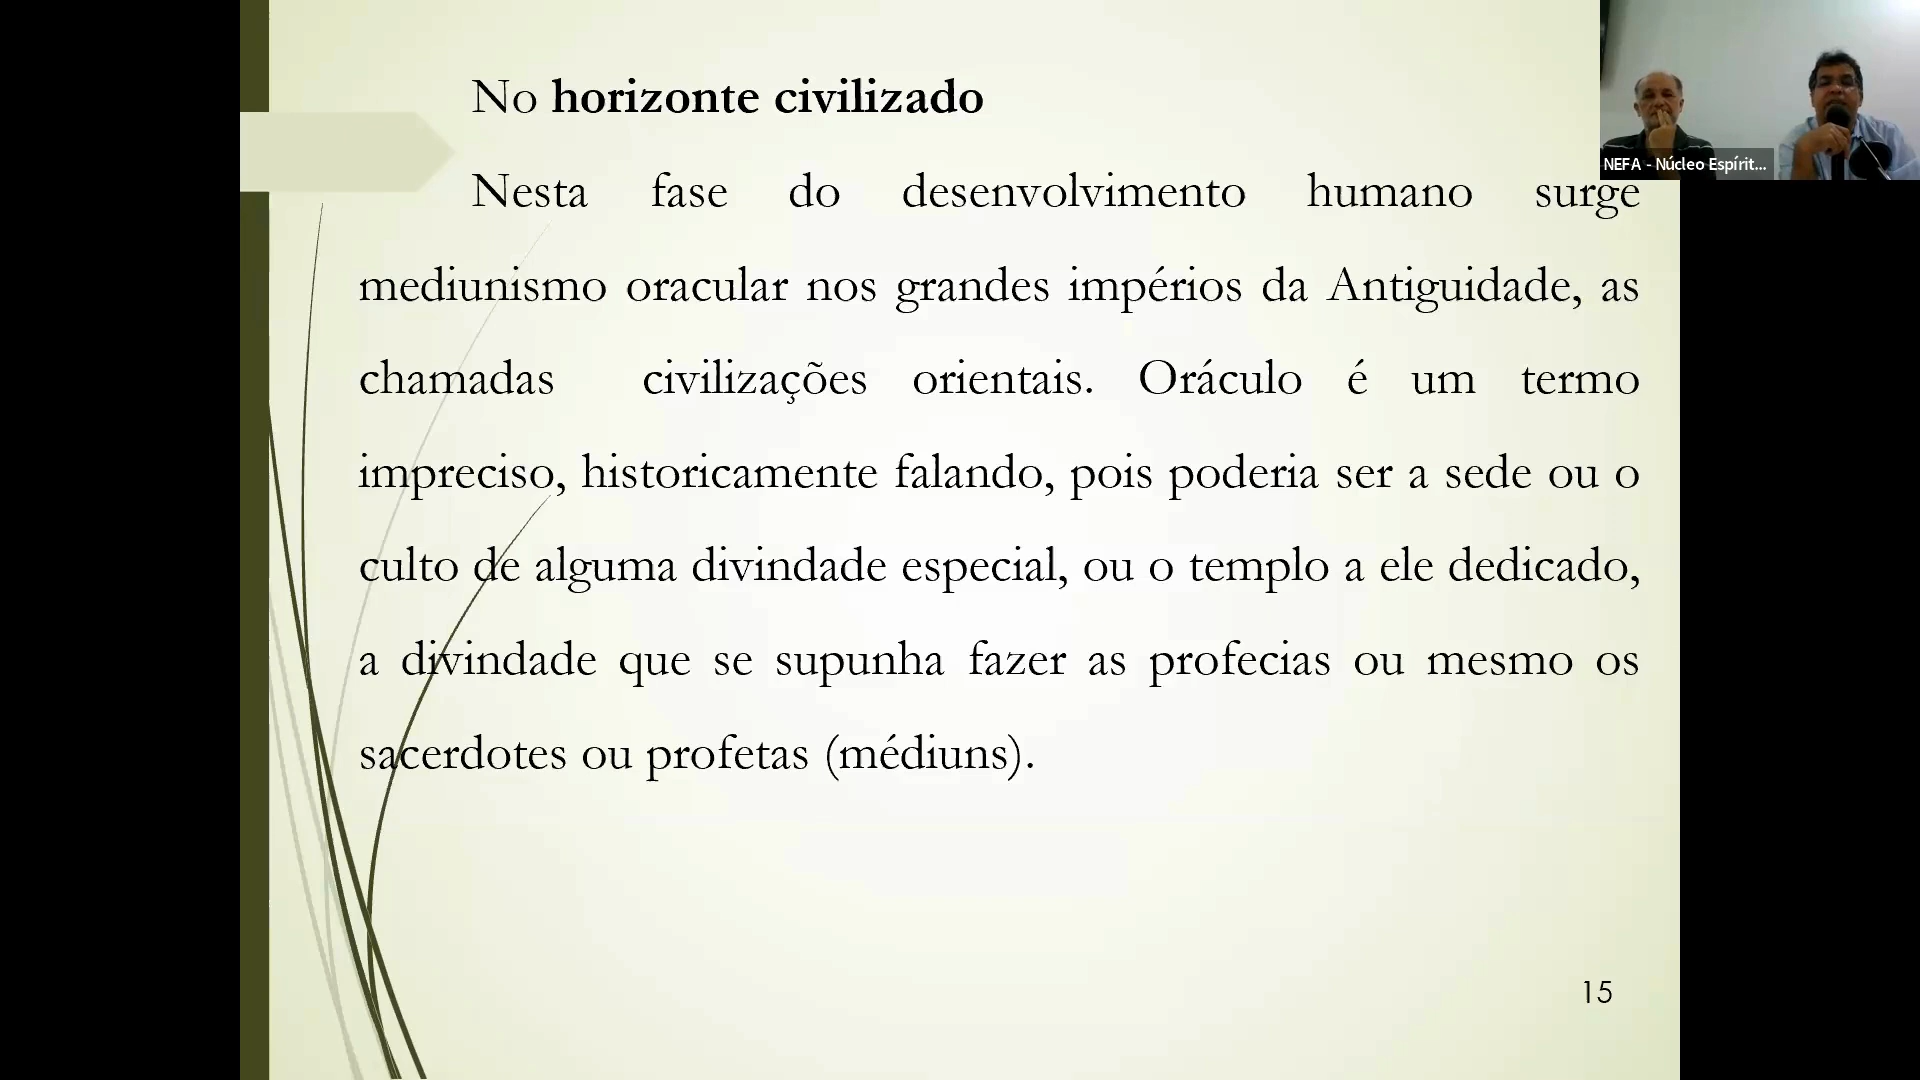 No horizonte civilizado
NEFA - Núcleo Espírit...
Nesta fase do desenvolvimento humano surge
mediunismo oracular nos grandes impérios da Antiguidade, as
chamadas civilizações orientais. Oráculo é um termo
impreciso, historicamente falando, pois poderia ser a sede ou o
culto de alguma divindade especial, ou o templo a ele dedicado,
a divindade que se supunha fazer as profecias ou mesmo os
sacerdotes ou profetas (médiuns).
15